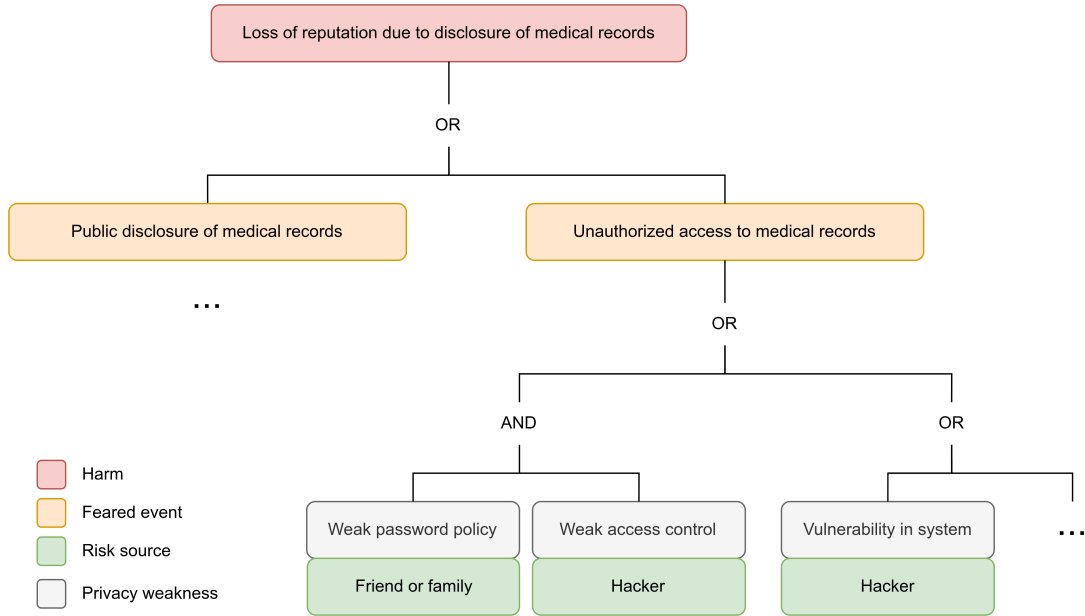 Loss of reputation due to disclosure of medical records
OR
Public disclosure of medical records
Unauthorized access to medical records
...
OR
AND
OR
Harm
Feared event
Risk source
Privacy weakness
Weak password policy
Weak access control
Vulnerability in system
...
Friend or family
Hacker
Hacker